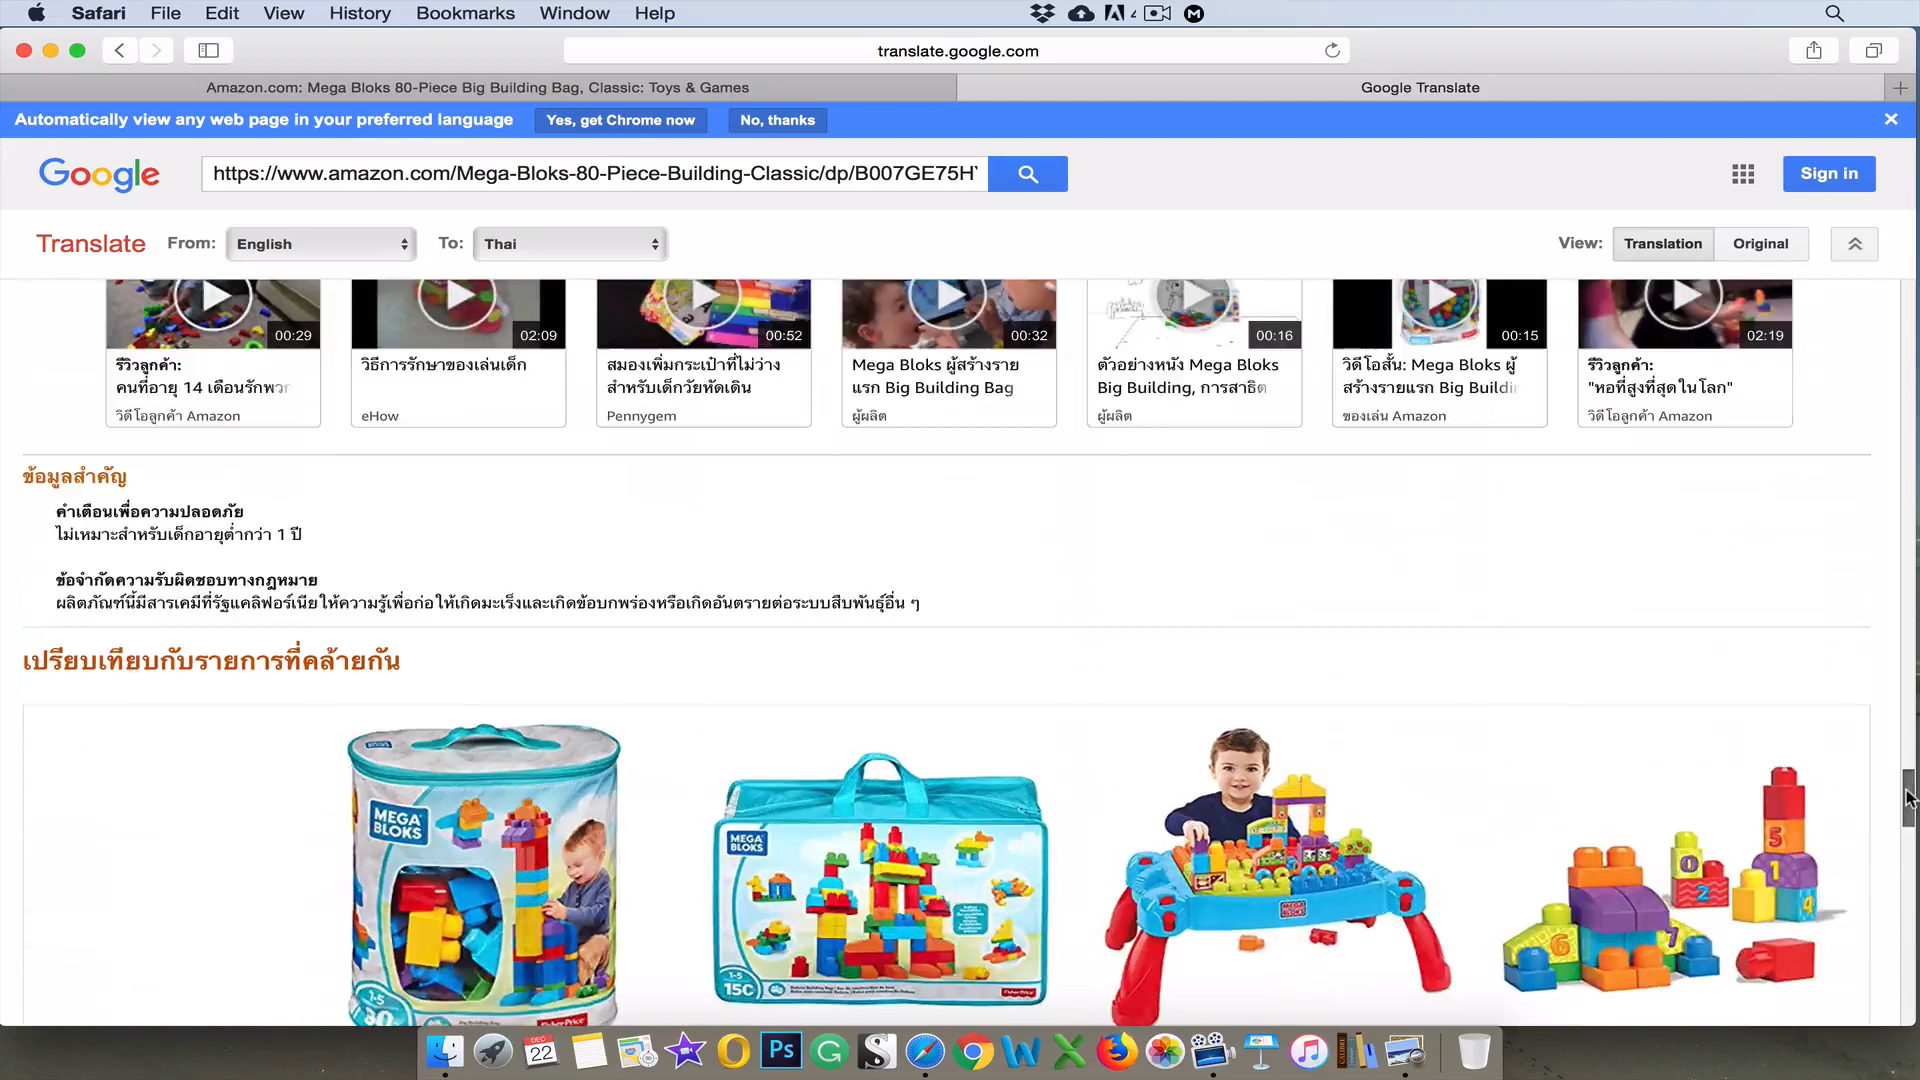 Safari File Edit View History Bookmarks Window Help
translate.google.com
Amazon.com: Mega Bloks 80-Piece Big Building Bag, Classic: Toys & Games
Google Translate
Automatically view any web page in your preferred language
Yes, get Chrome now
No, thanks
Google
https://www.amazon.com/Mega-Bloks-80-Piece-Building-Classic/dp/B007GE75HY
Sign in
Translate From: English To: Thai
View: Translation Original
00:29
02:09
00:52
00:32
00:16
00:15
02:19
รีวิวลูกค้า:
คนที่อายุ 14 เดือนรักพวก
วิดีโอลูกค้า Amazon
วิธีการรักษาของเล่นเด็ก
eHow
สมองเพิ่มกระเป๋าที่ไม่ว่าง
สำหรับเด็กวัยหัดเดิน
Pennygem
Mega Bloks ผู้สร้างราย
แรก Big Building Bag
ผู้ผลิต
ตัวอย่างหนัง Mega Bloks
Big Building, การสาธิต
ผู้ผลิต
วิดีโอสั้น: Mega Bloks ผู้
สร้างรายแรก Big Buildin
ของเล่น Amazon
รีวิวลูกค้า:
"หอที่สูงที่สุดในโลก"
วิดีโอลูกค้า Amazon
ข้อมูลสำคัญ
คำเตือนเพื่อความปลอดภัย
ไม่เหมาะสำหรับเด็กอายุต่ำกว่า 1 ปี
ข้อจำกัดความรับผิดชอบทางกฎหมาย
ผลิตภัณฑ์นี้มีสารเคมีที่รัฐแคลิฟอร์เนียให้ความรู้เพื่อก่อให้เกิดมะเร็งและเกิดข้อบกพร่องหรือเกิดอันตรายต่อระบบสืบพันธุ์อื่น ๆ
เปรียบเทียบกับรายการที่คล้ายกัน
MEGA
BLOKS
1-5
80
Fisher-Price
MEGA
BLOKS
1-5
150
Fisher-Price
MEGA
BLOKS
5
0
1
2
4
6
7
DEC
22
Ps